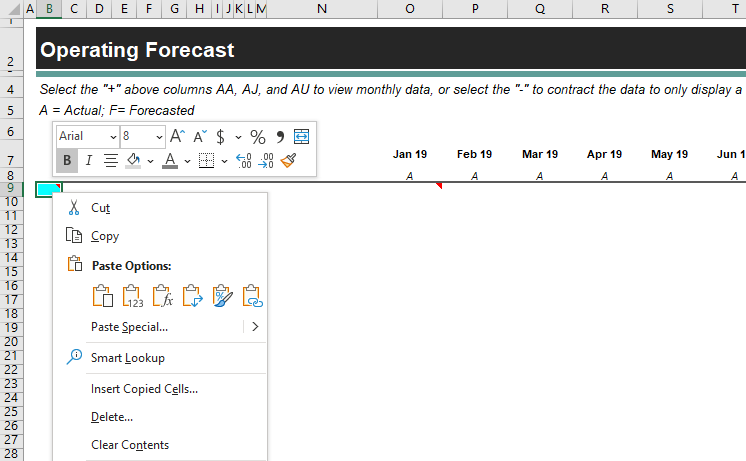 A B C D E F G H I J K L M N O P Q R S T
1
2 Operating Forecast
4 Select the "+" above columns AA, AJ, and AU to view monthly data, or select the "-" to contract the data to only display a
5 A = Actual; F= Forecasted
6 Arial 8 A A $ % 9
7 B I A .00 .00 Jan 19 Feb 19 Mar 19 Apr 19 May 19 Jun 1
8 A A A A A A
9
10 Cut
11
12 Copy
13
14 Paste Options:
15
16
17 123 fx %
18
19 Paste Special...
20
21 Smart Lookup
22
23 Insert Copied Cells...
24
25 Delete...
26
27 Clear Contents
28